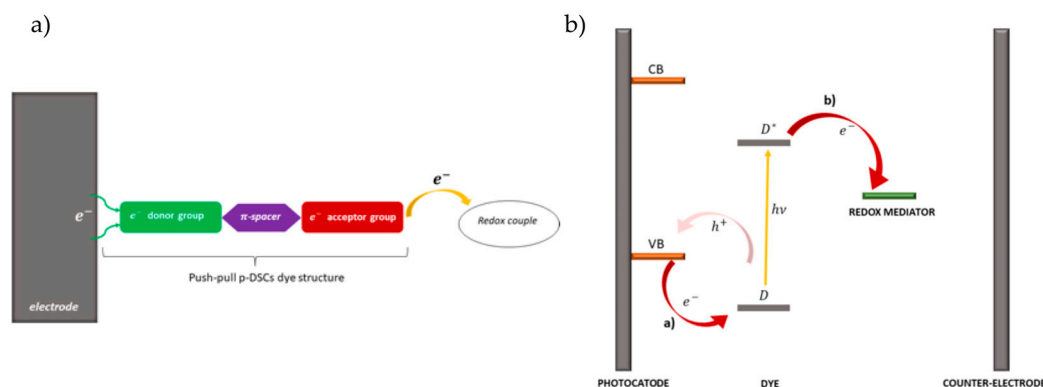 a)
e⁻
e⁻ donor group
π-spacer
e⁻ acceptor group
e⁻
Redox couple
Push-pull p-DSCs dye structure
electrode
b)
CB
b)
D*
e⁻
REDOX MEDIATOR
hν
h⁺
VB
e⁻
D
a)
PHOTOCATODE
DYE
COUNTER-ELECTRODE